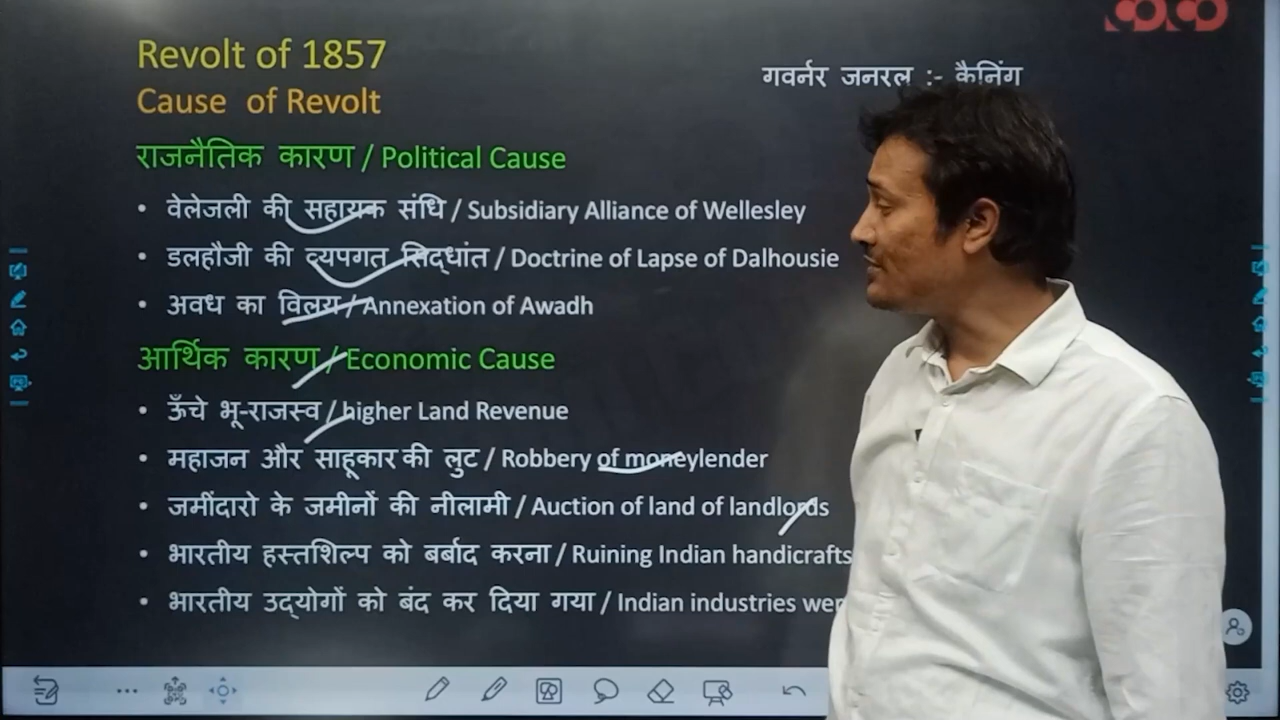 Revolt of 1857
गवर्नर जनरल :- कैनिंग
Cause of Revolt
राजनैतिक कारण / Political Cause
• वेलेजली की सहायक संधि / Subsidiary Alliance of Wellesley
• डलहौजी की व्यपगत सिद्धांत / Doctrine of Lapse of Dalhousie
• अवध का विलय / Annexation of Awadh
आर्थिक कारण / Economic Cause
• ऊँचे भू-राजस्व / higher Land Revenue
• महाजन और साहूकार की लुट / Robbery of moneylender
• जमींदारो के जमीनों की नीलामी / Auction of land of landlords
• भारतीय हस्तशिल्प को बर्बाद करना / Ruining Indian handicrafts
• भारतीय उद्योगों को बंद कर दिया गया / Indian industries